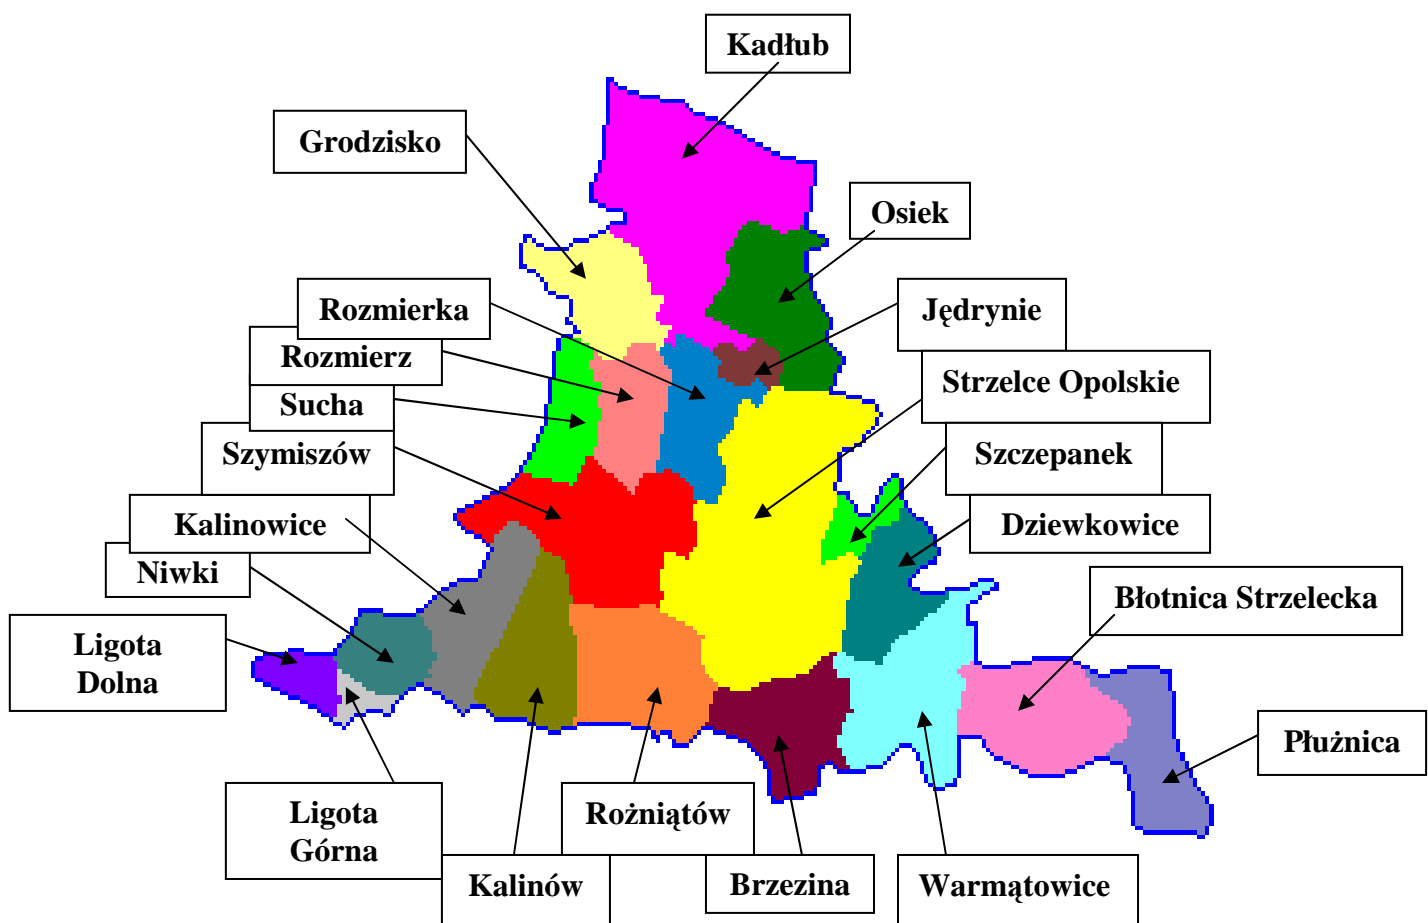 Kadłub
Grodzisko
Osiek
Rozmierka
Jędrynie
Rozmierz
Strzelce Opolskie
Sucha
Szymiszów
Szczepanek
Kalinowice
Dziewkowice
Niwki
Błotnica Strzelecka
Ligota
Dolna
Płużnica
Ligota
Górna
Rożniątów
Kalinów
Brzezina
Warmątowice